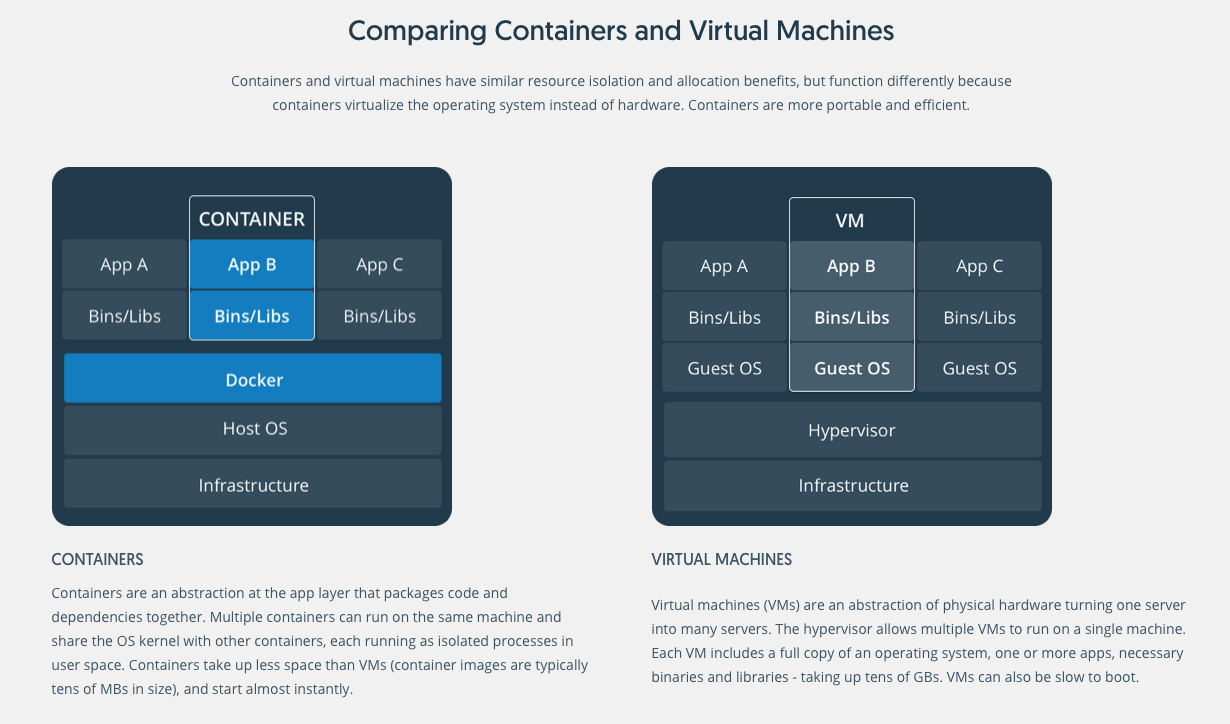 Comparing Containers and Virtual Machines
Containers and virtual machines have similar resource isolation and allocation benefits, but function differently because
containers virtualize the operating system instead of hardware. Containers are more portable and efficient.
CONTAINER
App A App B App C
Bins/Libs Bins/Libs Bins/Libs
Docker
Host OS
Infrastructure
CONTAINERS
Containers are an abstraction at the app layer that packages code and
dependencies together. Multiple containers can run on the same machine and
share the OS kernel with other containers, each running as isolated processes in
user space. Containers take up less space than VMs (container images are typically
tens of MBs in size), and start almost instantly.
VM
App A App B App C
Bins/Libs Bins/Libs Bins/Libs
Guest OS Guest OS Guest OS
Hypervisor
Infrastructure
VIRTUAL MACHINES
Virtual machines (VMs) are an abstraction of physical hardware turning one server
into many servers. The hypervisor allows multiple VMs to run on a single machine.
Each VM includes a full copy of an operating system, one or more apps, necessary
binaries and libraries - taking up tens of GBs. VMs can also be slow to boot.